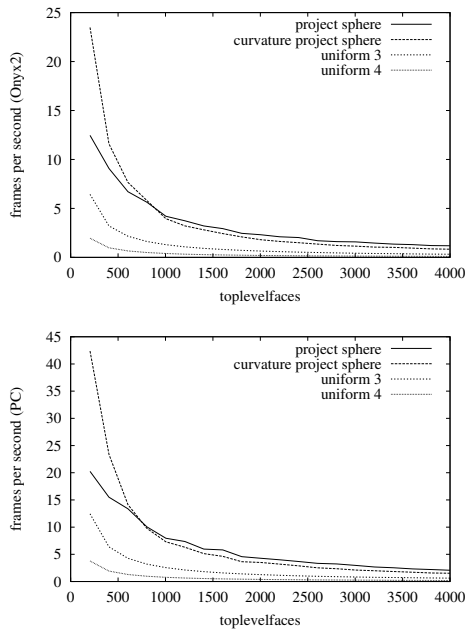 25
20
15
10
5
0
frames per second (Onyx2)
project sphere
curvature project sphere
uniform 3
uniform 4
0 500 1000 1500 2000 2500 3000 3500 4000
toplevelfaces
45
40
35
30
25
20
15
10
5
0
frames per second (PC)
project sphere
curvature project sphere
uniform 3
uniform 4
0 500 1000 1500 2000 2500 3000 3500 4000
toplevelfaces